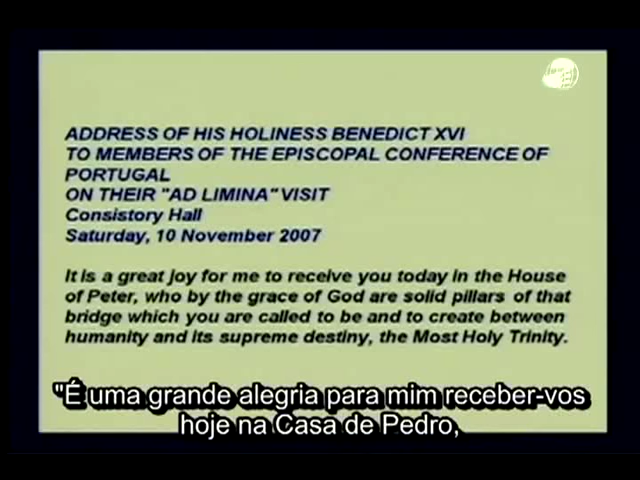 ADDRESS OF HIS HOLINESS BENEDICT XVI
TO MEMBERS OF THE EPISCOPAL CONFERENCE OF
PORTUGAL
ON THEIR "AD LIMINA" VISIT
Consistory Hall
Saturday, 10 November 2007
It is a great joy for me to receive you today in the House
of Peter, who by the grace of God are solid pillars of that
bridge which you are called to be and to create between
humanity and its supreme destiny, the Most Holy Trinity.
"É uma grande alegria para mim receber-vos
hoje na Casa de Pedro,